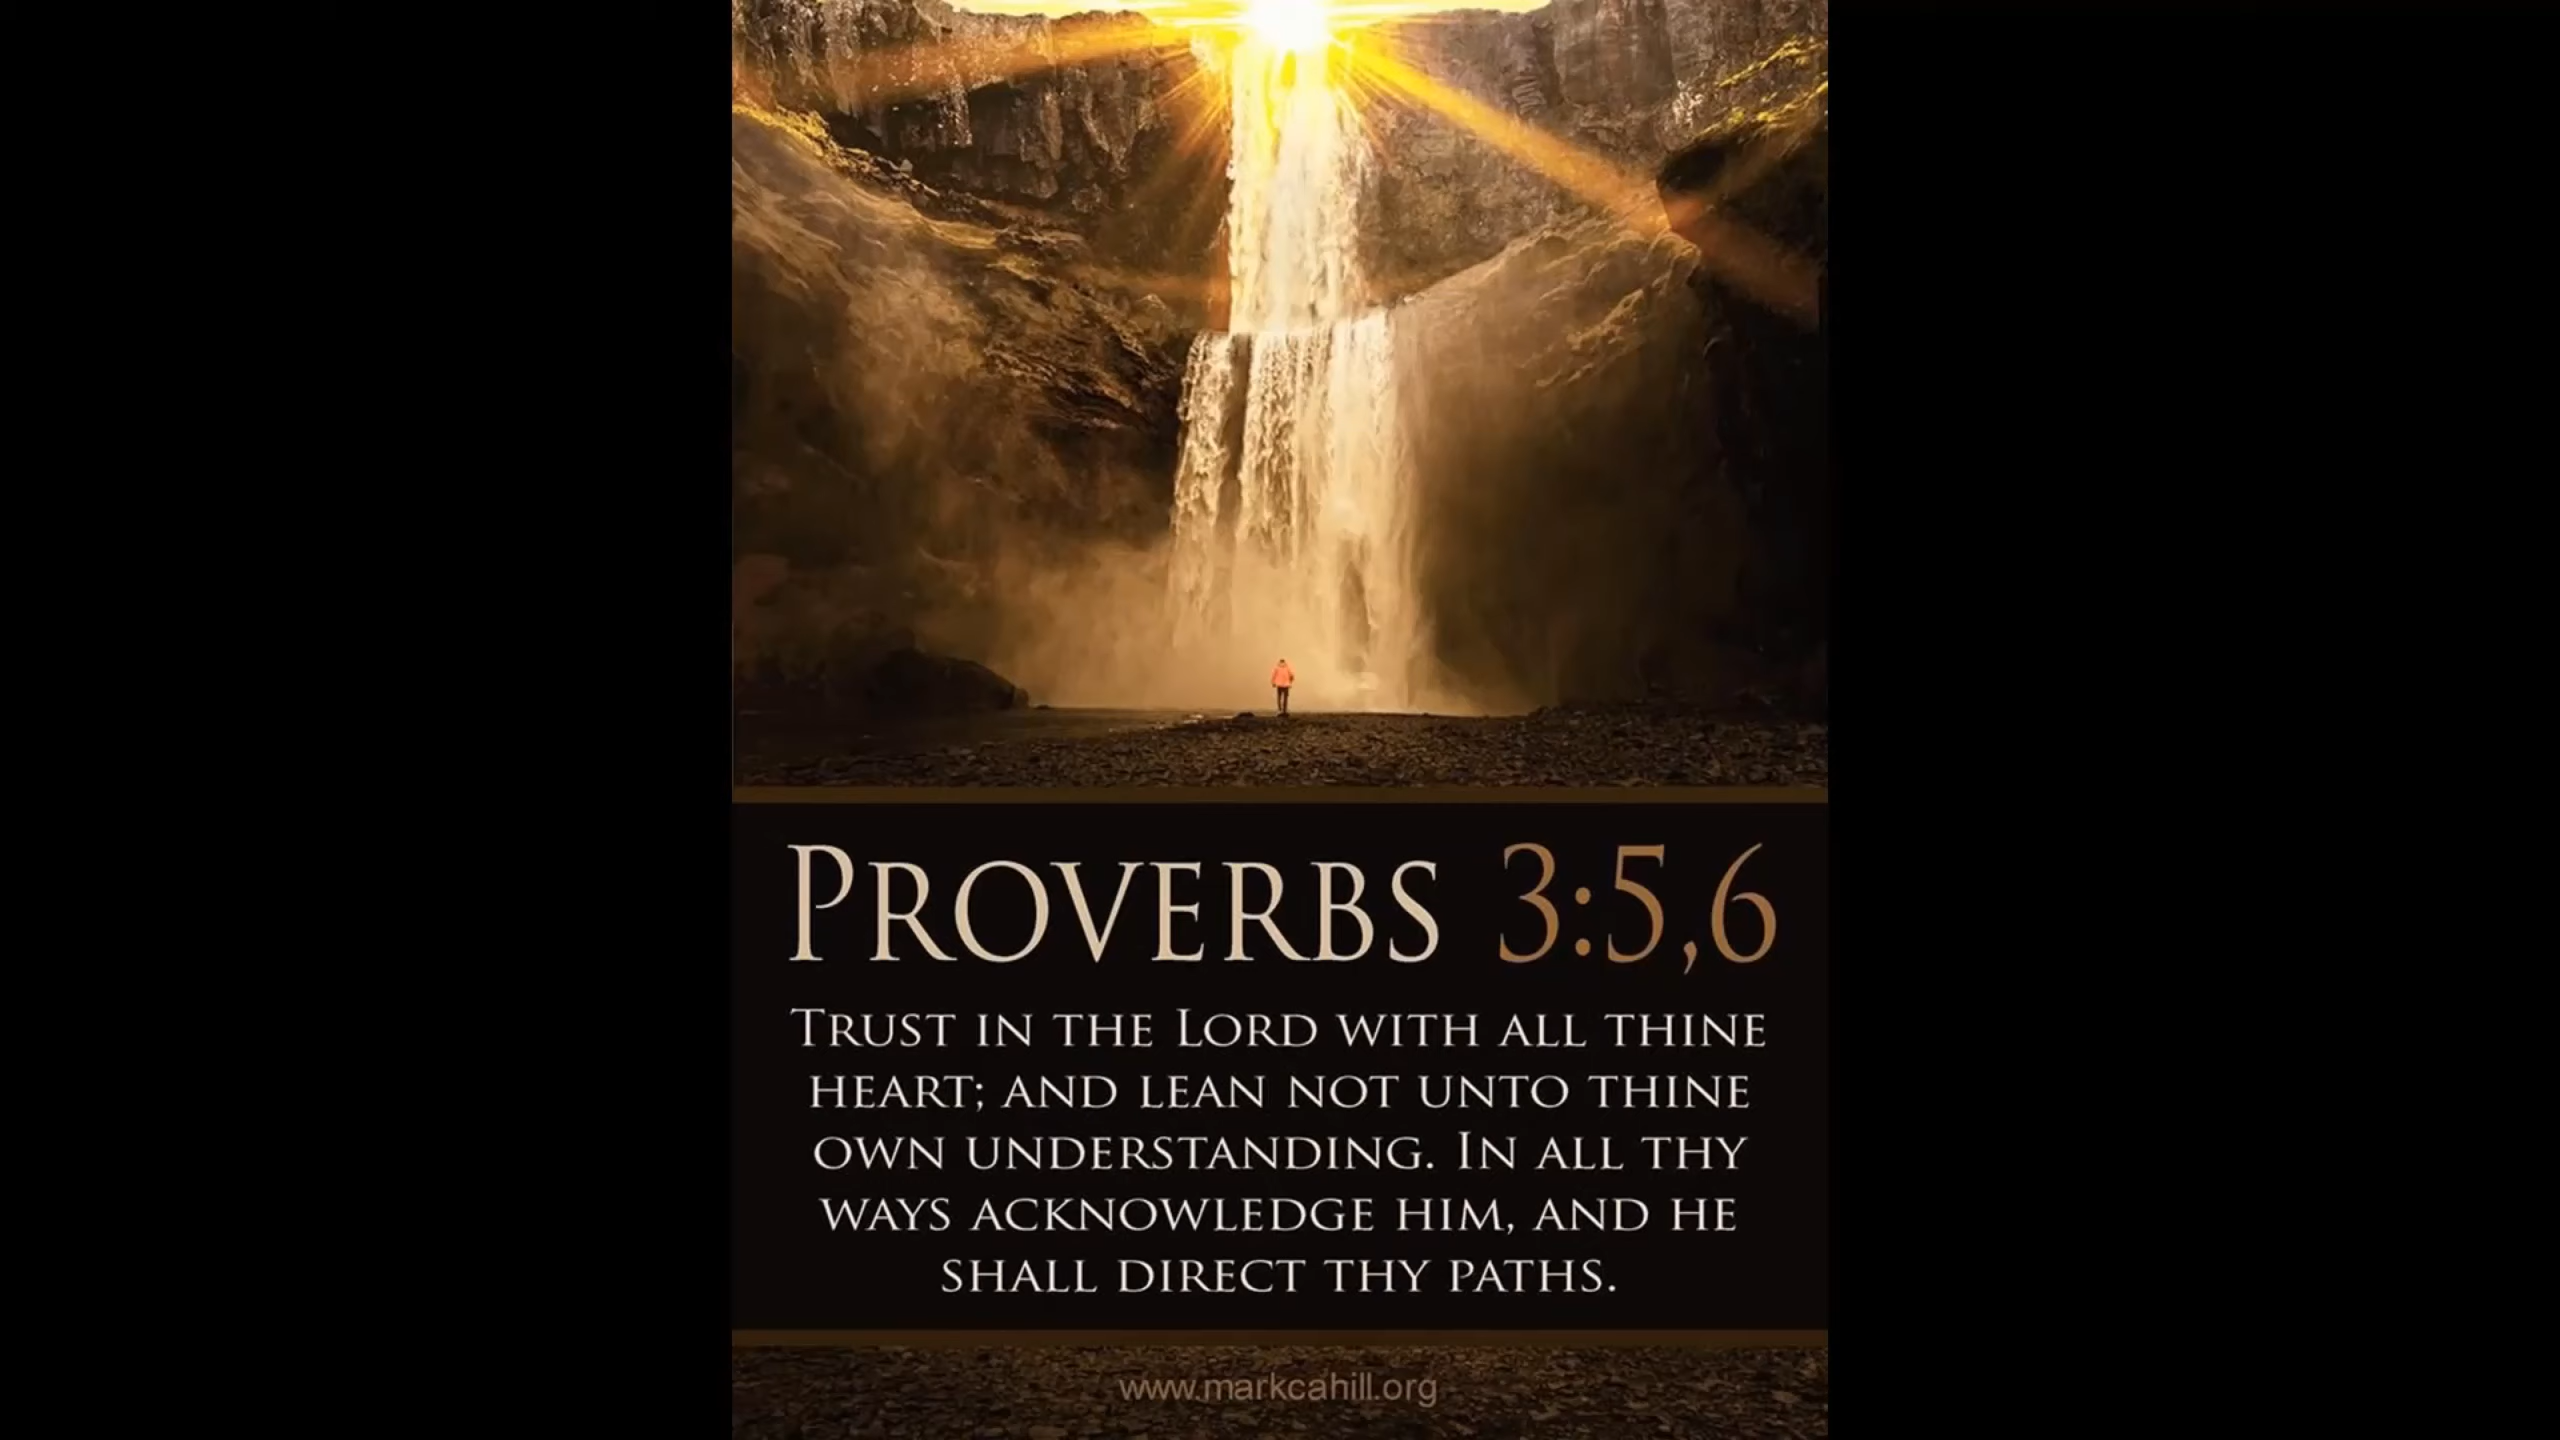 Proverbs 3:5,6
Trust in the Lord with all thine
heart; and lean not unto thine
own understanding. In all thy
ways acknowledge him, and he
shall direct thy paths.
www.markcahill.org